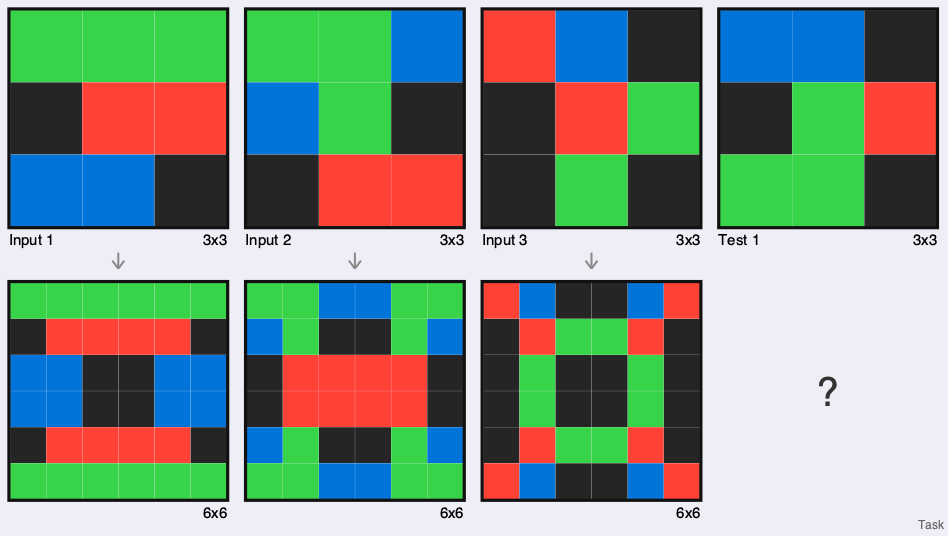 Input 1 3x3
Input 2 3x3
Input 3 3x3
Test 1 3x3
6x6
6x6
6x6
?
Task